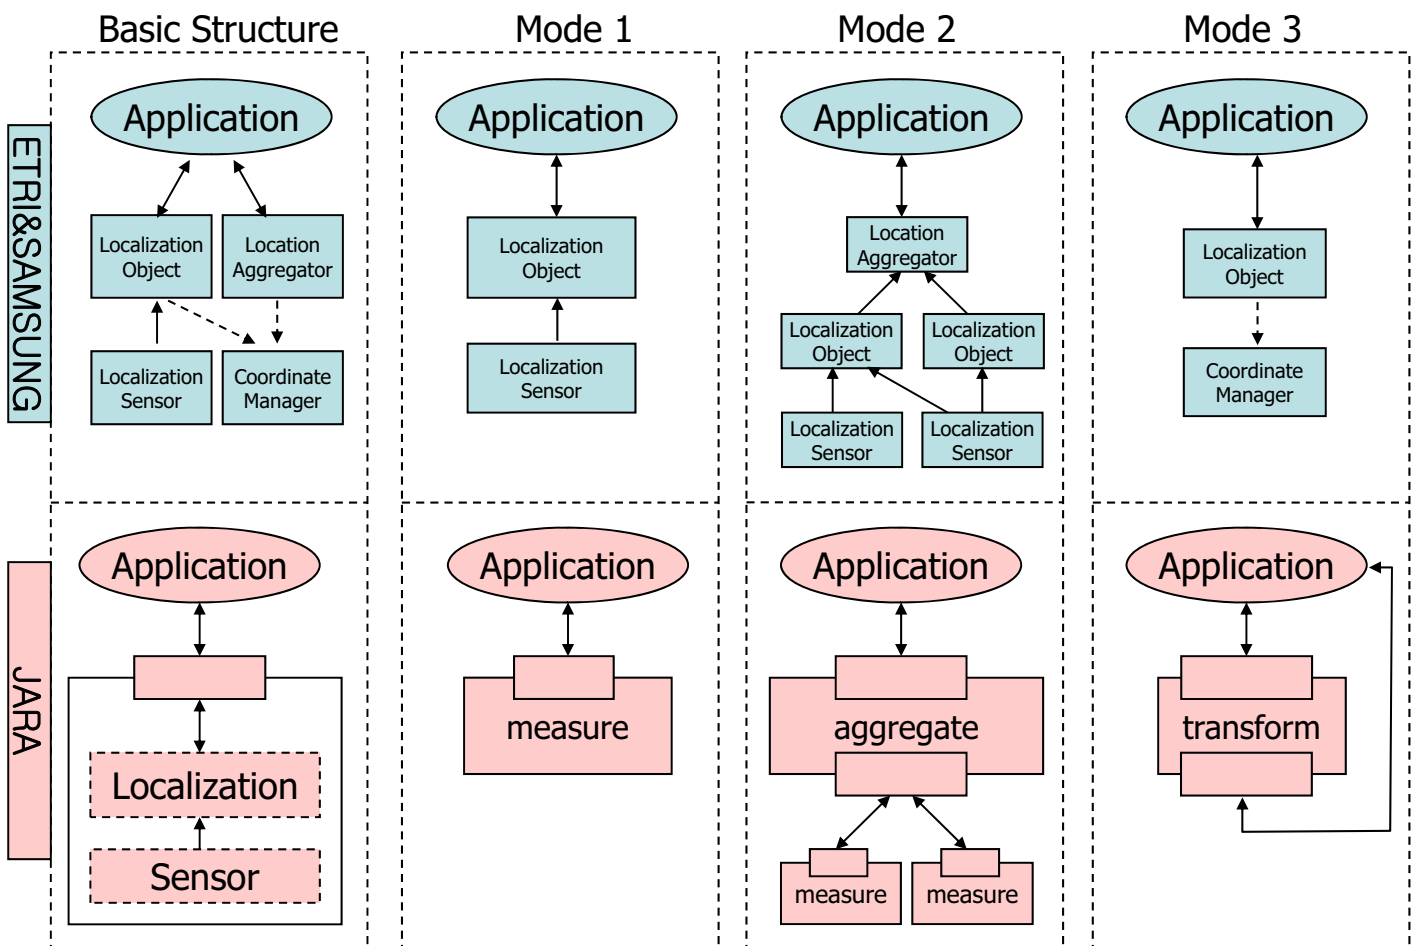 Basic Structure
Mode 1
Mode 2
Mode 3
ETRI&SAMSUNG
Application
Localization
Object
Location
Aggregator
Localization
Sensor
Coordinate
Manager
Application
Localization
Object
Localization
Sensor
Application
Location
Aggregator
Localization
Object
Localization
Object
Localization
Sensor
Localization
Sensor
Application
Localization
Object
Coordinate
Manager
JARA
Application
Localization
Sensor
Application
measure
Application
aggregate
measure
measure
Application
transform